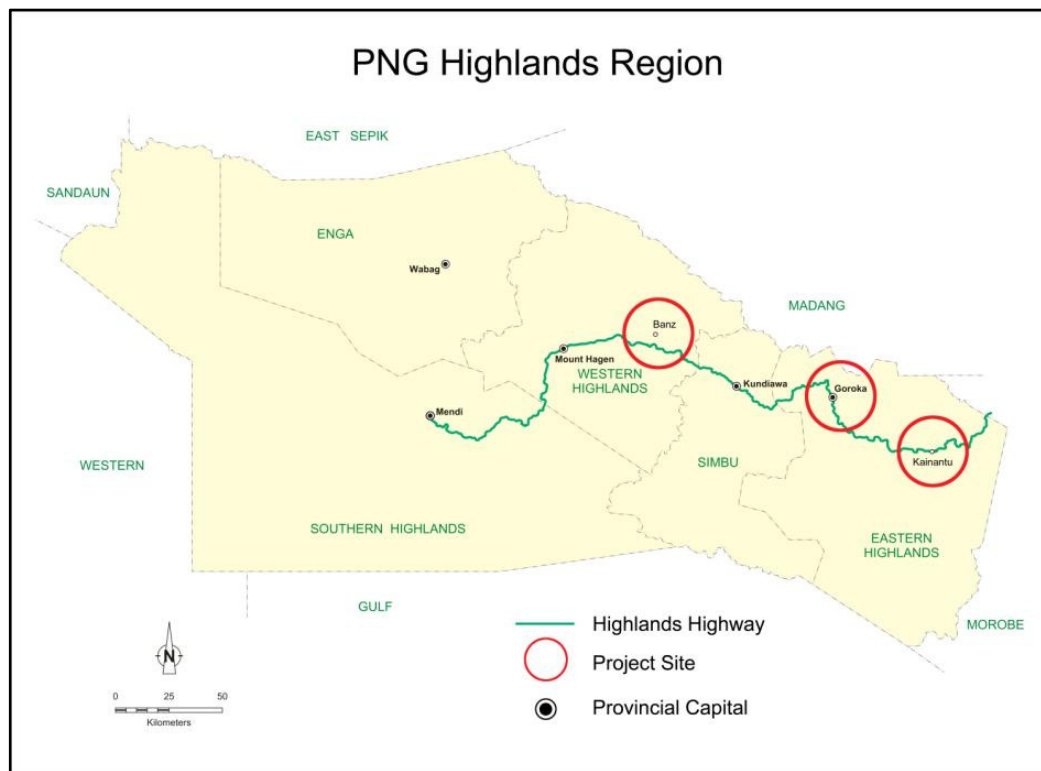 PNG Highlands Region
EAST SEPIK
SANDAUN
ENGA
Wabag
MADANG
Banz
Mount Hagen
WESTERN
HIGHLANDS
Kundiawa
Goroka
Mendi
Kainantu
WESTERN
SIMBU
SOUTHERN HIGHLANDS
EASTERN
HIGHLANDS
GULF
MOROBE
Highlands Highway
Project Site
Provincial Capital
N
0 25 50
Kilometers